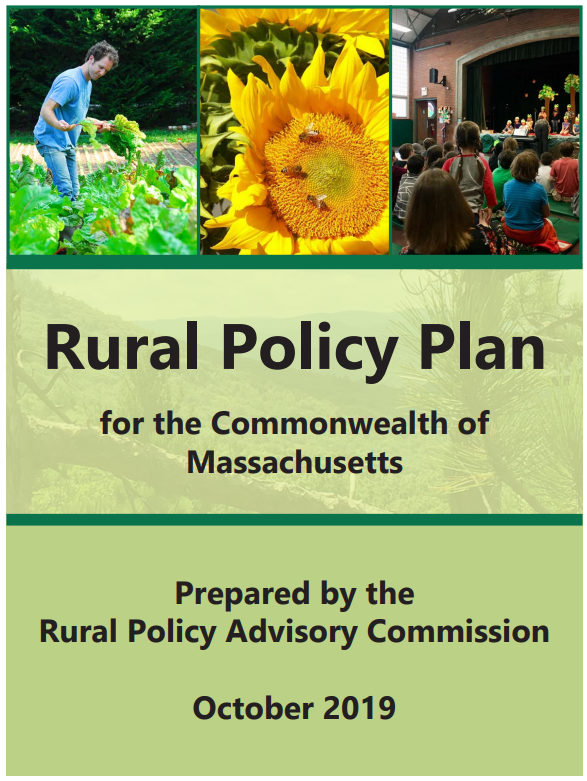 Rural Policy Plan
for the Commonwealth of
Massachusetts
Prepared by the
Rural Policy Advisory Commission
October 2019